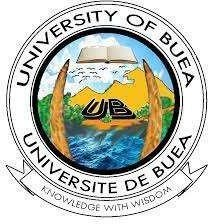 UNIVERSITY OF BUEA
UB
UNIVERSITE DE BUEA
KNOWLEDGE WITH WISDOM